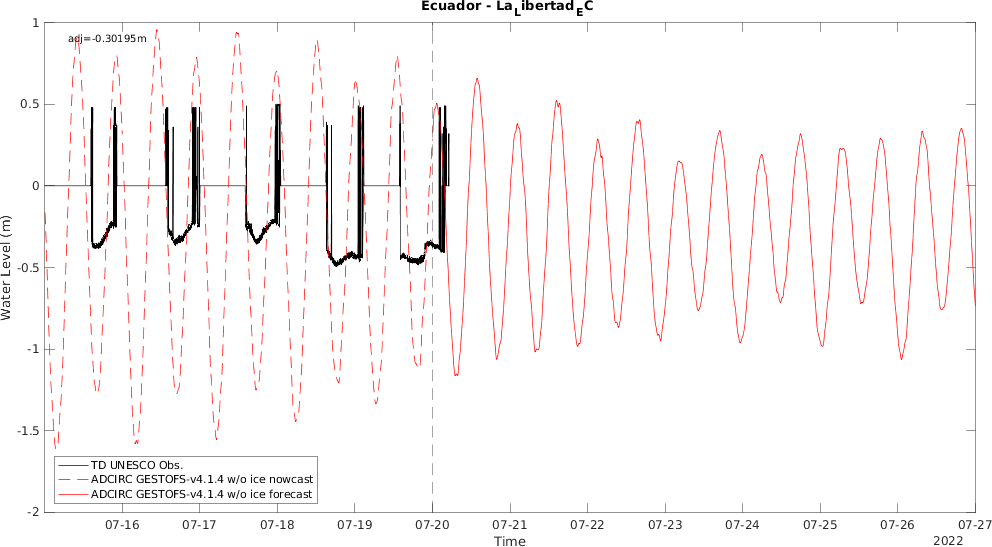 Ecuador - LaLibertadEC
adj=-0.30195m
1
0.5
0
-0.5
-1
-1.5
-2
Water Level (m)
TD UNESCO Obs.
ADCIRC GESTOFS-v4.1.4 w/o ice nowcast
ADCIRC GESTOFS-v4.1.4 w/o ice forecast
07-16 07-17 07-18 07-19 07-20 07-21 07-22 07-23 07-24 07-25 07-26 07-27
Time
2022